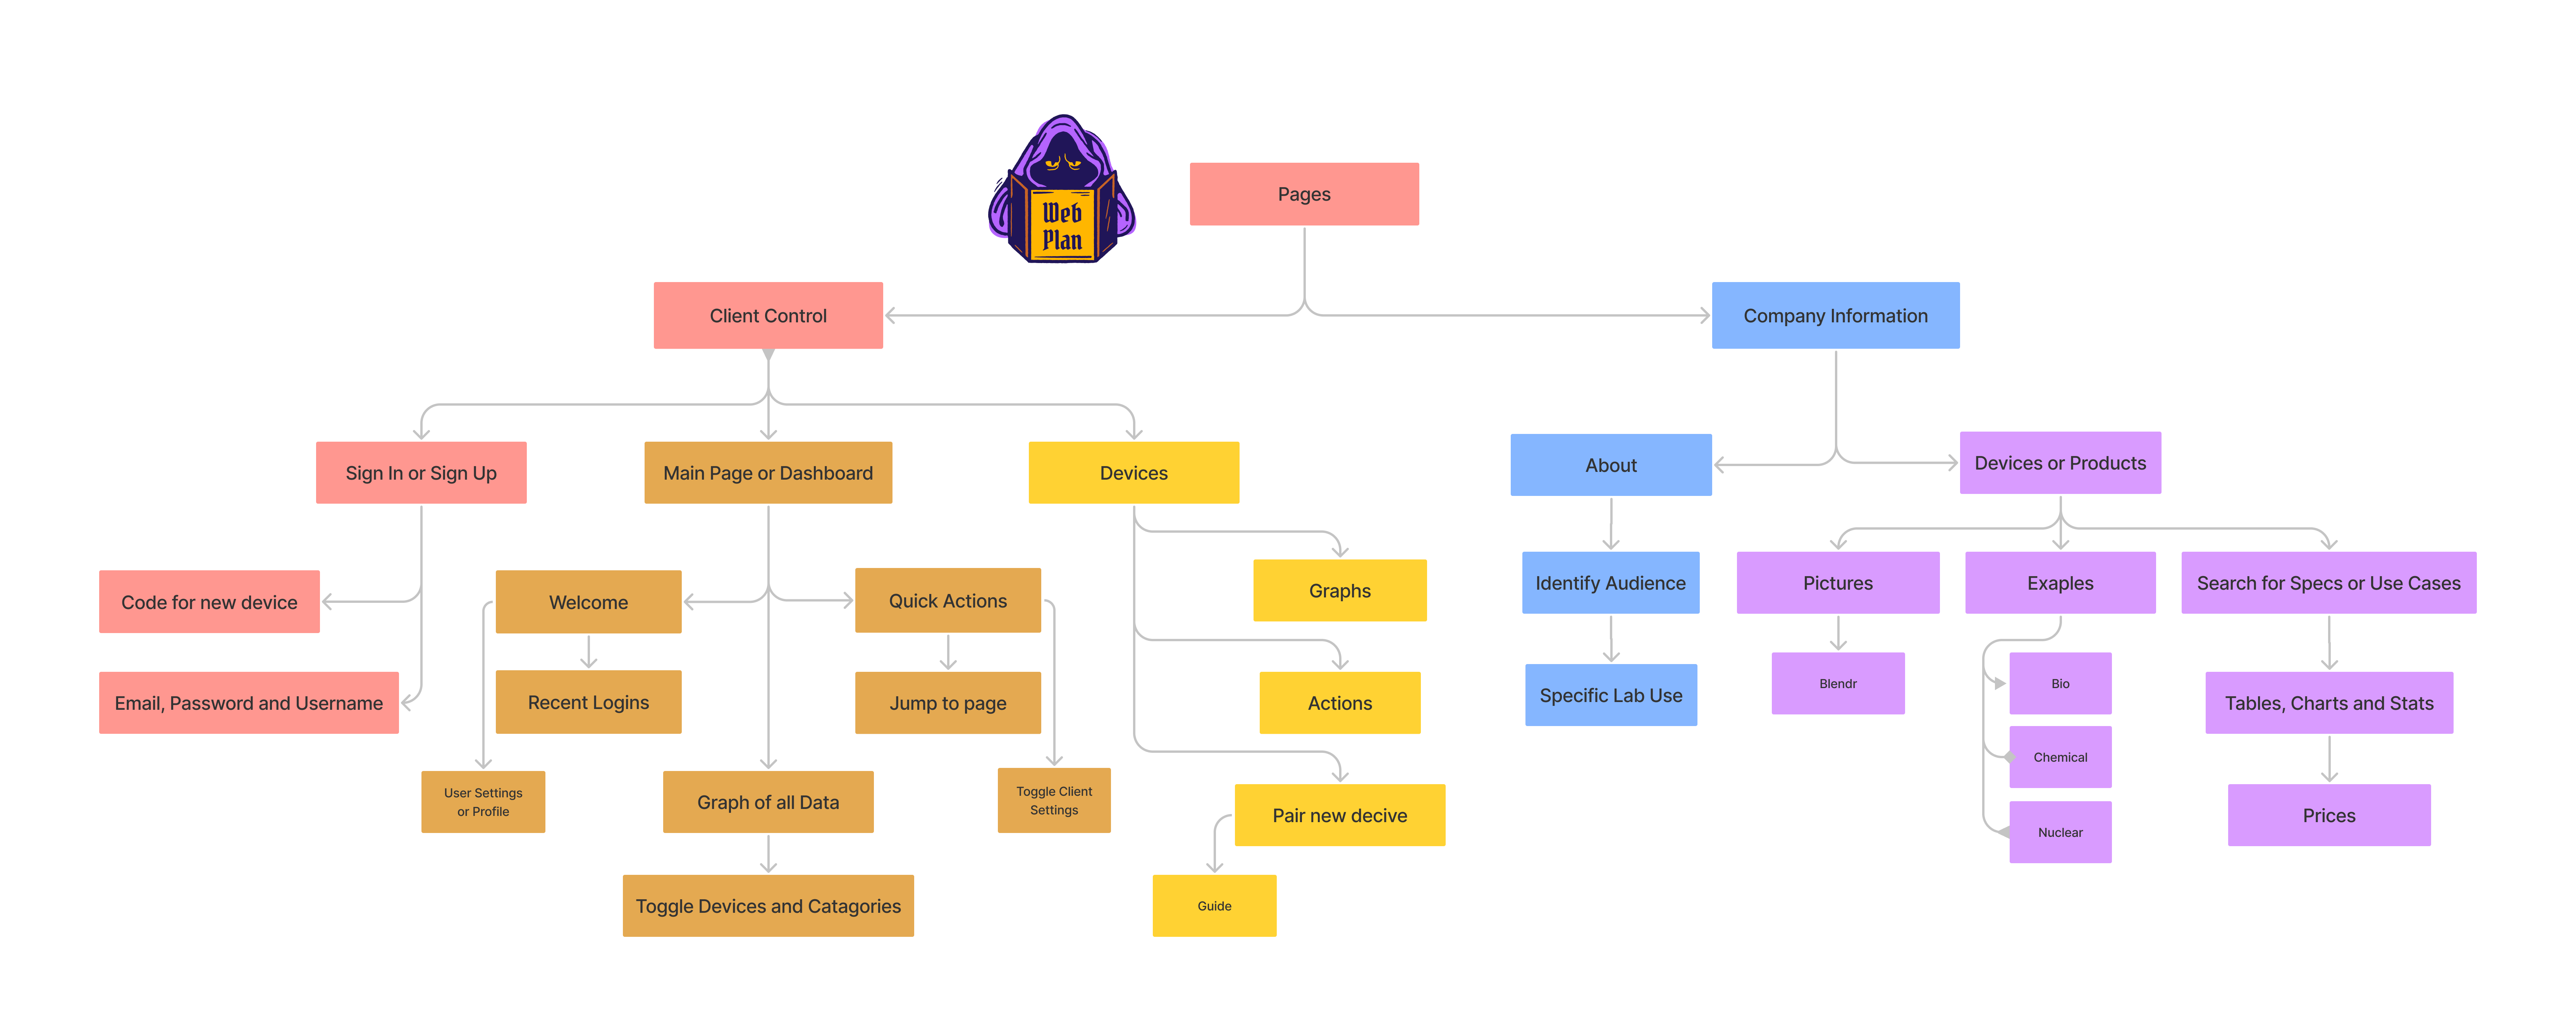 Web
Plan
Pages
Client Control
Company Information
Sign In or Sign Up
Main Page or Dashboard
Devices
About
Devices or Products
Code for new device
Welcome
Quick Actions
Graphs
Identify Audience
Pictures
Exaples
Search for Specs or Use Cases
Email, Password and Username
Recent Logins
Jump to page
Actions
Specific Lab Use
Blendr
Bio
Tables, Charts and Stats
Chemical
User Settings
or Profile
Graph of all Data
Toggle Client
Settings
Pair new decive
Nuclear
Prices
Toggle Devices and Catagories
Guide